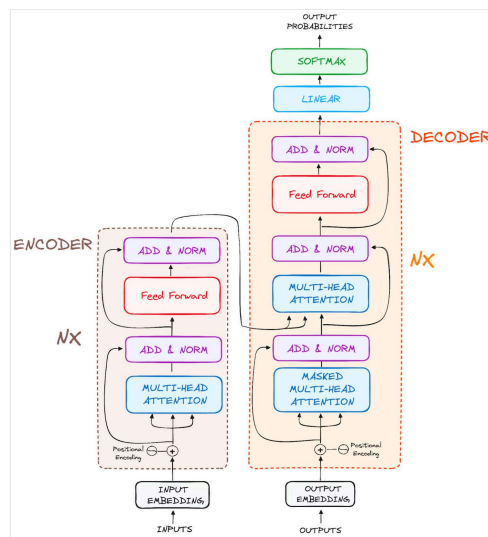 OUTPUT
PROBABILITIES
SOFTMAX
LINEAR
DECODER
ADD & NORM
Feed Forward
ADD & NORM
NX
MULTI-HEAD
ATTENTION
ADD & NORM
MASKED
MULTI-HEAD
ATTENTION
Positional
Encoding
OUTPUT
EMBEDDING
OUTPUTS
ENCODER
ADD & NORM
Feed Forward
NX
ADD & NORM
MULTI-HEAD
ATTENTION
Positional
Encoding
INPUT
EMBEDDING
INPUTS